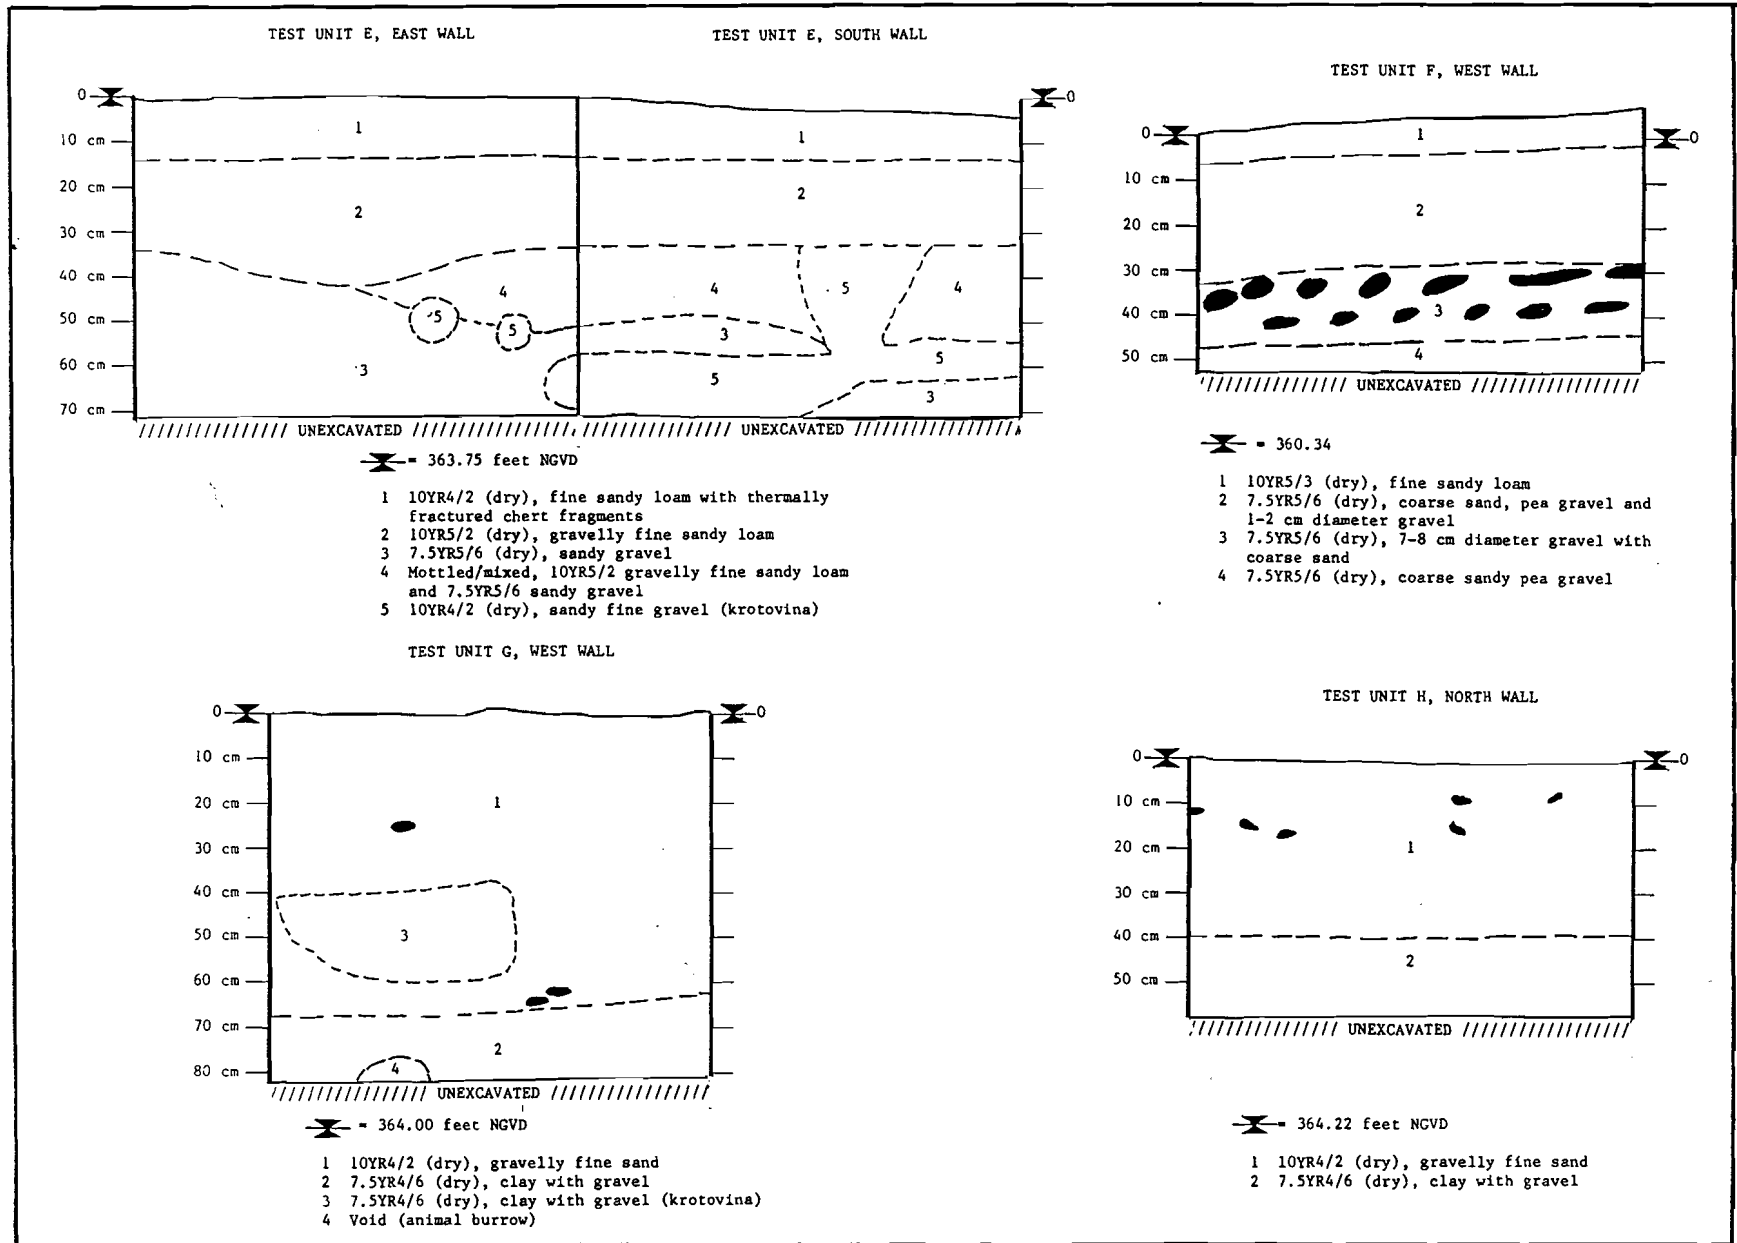 TEST UNIT E, EAST WALL
TEST UNIT E, SOUTH WALL
0
10 cm
20 cm
30 cm
40 cm
50 cm
60 cm
70 cm
0
1
2
4
5
5
3
1
2
4
5
4
3
5
5
3
////////////////// UNEXCAVATED ////////////////// UNEXCAVATED //////////////////
= 363.75 feet NGVD
1 10YR4/2 (dry), fine sandy loam with thermally
fractured chert fragments
2 10YR5/2 (dry), gravelly fine sandy loam
3 7.5YR5/6 (dry), sandy gravel
4 Mottled/mixed, 10YR5/2 gravelly fine sandy loam
and 7.5YR5/6 sandy gravel
5 10YR4/2 (dry), sandy fine gravel (krotovina)
TEST UNIT F, WEST WALL
0
10 cm
20 cm
30 cm
40 cm
50 cm
0
1
2
3
4
UNEXCAVATED
= 360.34
1 10YR5/3 (dry), fine sandy loam
2 7.5YR5/6 (dry), coarse sand, pea gravel and
1-2 cm diameter gravel
3 7.5YR5/6 (dry), 7-8 cm diameter gravel with
coarse sand
4 7.5YR5/6 (dry), coarse sandy pea gravel
TEST UNIT G, WEST WALL
0
10 cm
20 cm
30 cm
40 cm
50 cm
60 cm
70 cm
80 cm
0
1
3
2
4
UNEXCAVATED
= 364.00 feet NGVD
1 10YR4/2 (dry), gravelly fine sand
2 7.5YR4/6 (dry), clay with gravel
3 7.5YR4/6 (dry), clay with gravel (krotovina)
4 Void (animal burrow)
TEST UNIT H, NORTH WALL
0
10 cm
20 cm
30 cm
40 cm
50 cm
0
1
2
UNEXCAVATED
= 364.22 feet NGVD
1 10YR4/2 (dry), gravelly fine sand
2 7.5YR4/6 (dry), clay with gravel